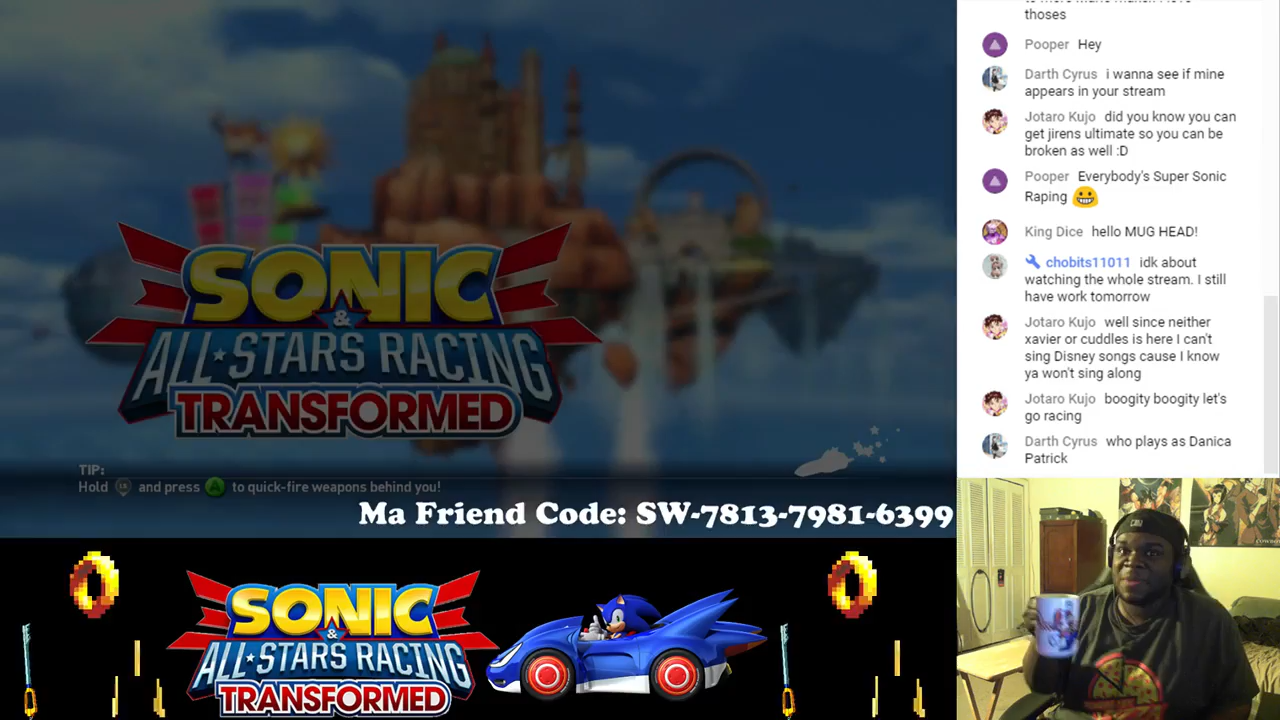 SONIC
&
ALL★STARS RACING
TRANSFORMED
TIP:
Hold LS and press A to quick-fire weapons behind you!
Ma Friend Code: SW-7813-7981-6399
SONIC
&
ALL★STARS RACING
TRANSFORMED
thoses
Pooper Hey
Darth Cyrus i wanna see if mine
appears in your stream
Jotaro Kujo did you know you can
get jirens ultimate so you can be
broken as well :D
Pooper Everybody's Super Sonic
Raping 😀
King Dice hello MUG HEAD!
chobits11011 idk about
watching the whole stream. I still
have work tomorrow
Jotaro Kujo well since neither
xavier or cuddles is here I can't
sing Disney songs cause I know
ya won't sing along
Jotaro Kujo boogity boogity let's
go racing
Darth Cyrus who plays as Danica
Patrick